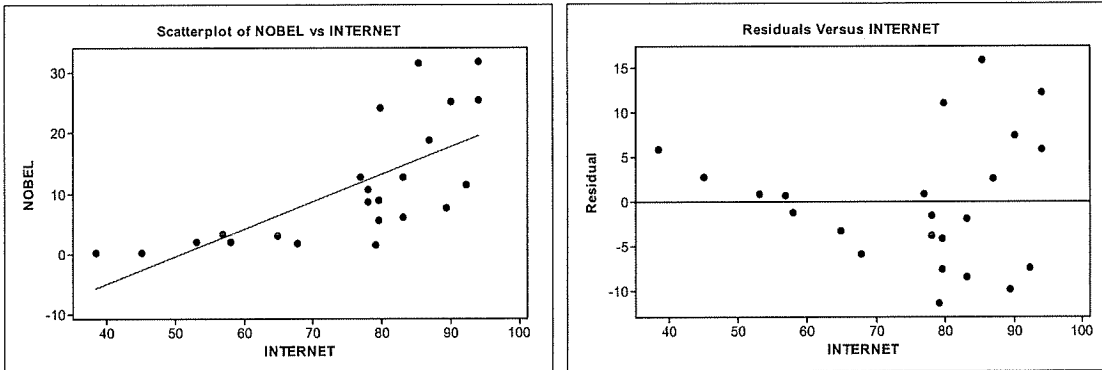 Scatterplot of NOBEL vs INTERNET
30
20
10
0
-10
NOBEL
40 50 60 70 80 90 100
INTERNET
Residuals Versus INTERNET
15
10
5
0
-5
-10
Residual
40 50 60 70 80 90 100
INTERNET